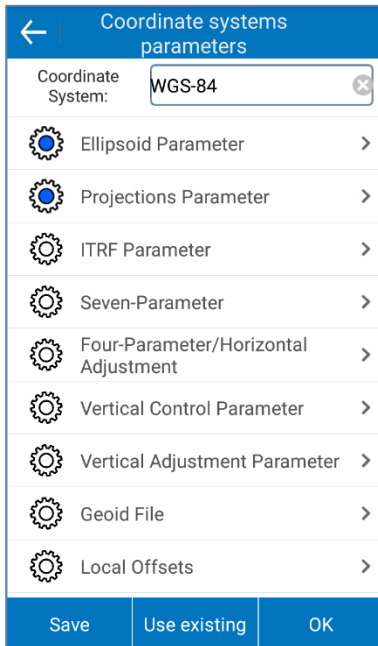 Coordinate systems
parameters
Coordinate
System:
WGS-84
Ellipsoid Parameter
Projections Parameter
ITRF Parameter
Seven-Parameter
Four-Parameter/Horizontal
Adjustment
Vertical Control Parameter
Vertical Adjustment Parameter
Geoid File
Local Offsets
Save
Use existing
OK